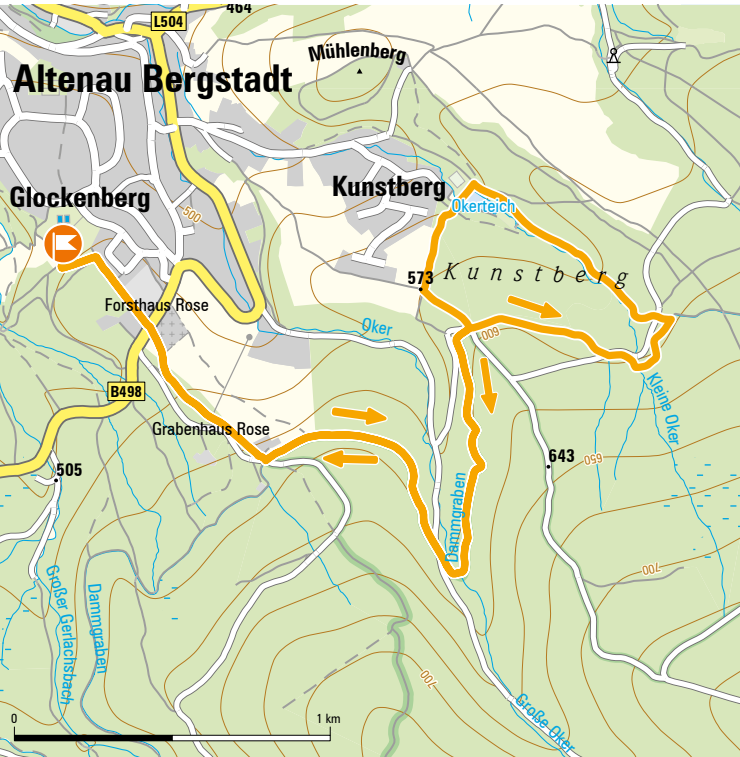 464
L504
Mühlenberg
Altenau Bergstadt
Kunstberg
Glockenberg
Okerteich
500
573
Kunstberg
Forsthaus Rose
Oker
600
Kleine Oker
B498
Grabenhaus Rose
643
650
505
Dammgraben
700
Großer Gerlachsbach
Dammgraben
700
Große Oker
0
1 km